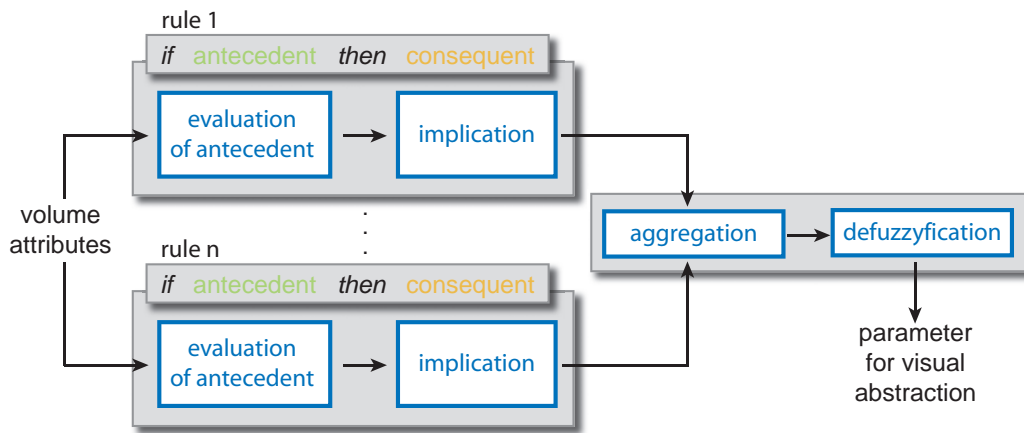 rule 1
if antecedent then consequent
evaluation
of antecedent
implication
volume
attributes
.
.
.
.
aggregation
defuzzyfication
rule n
if antecedent then consequent
evaluation
of antecedent
implication
parameter
for visual
abstraction